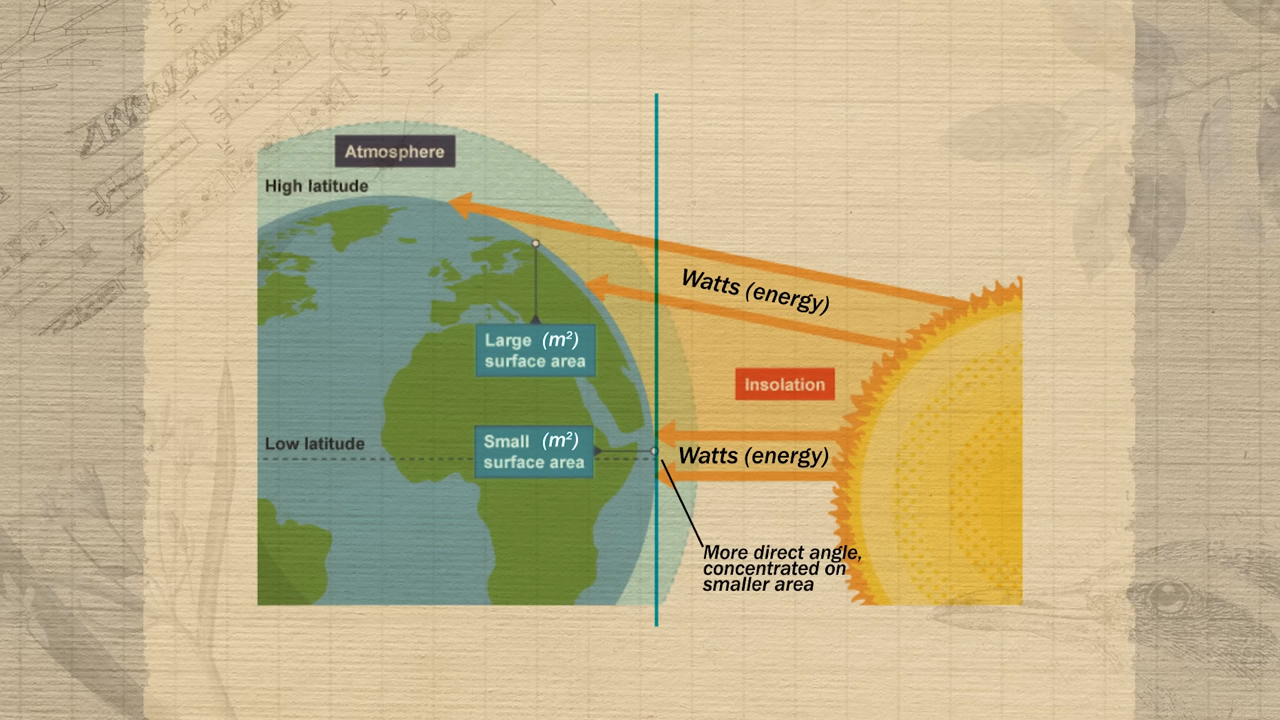 Atmosphere
High latitude
Watts (energy)
Large (m²)
surface area
Insolation
Low latitude
Small (m²)
surface area
Watts (energy)
More direct angle,
concentrated on
smaller area